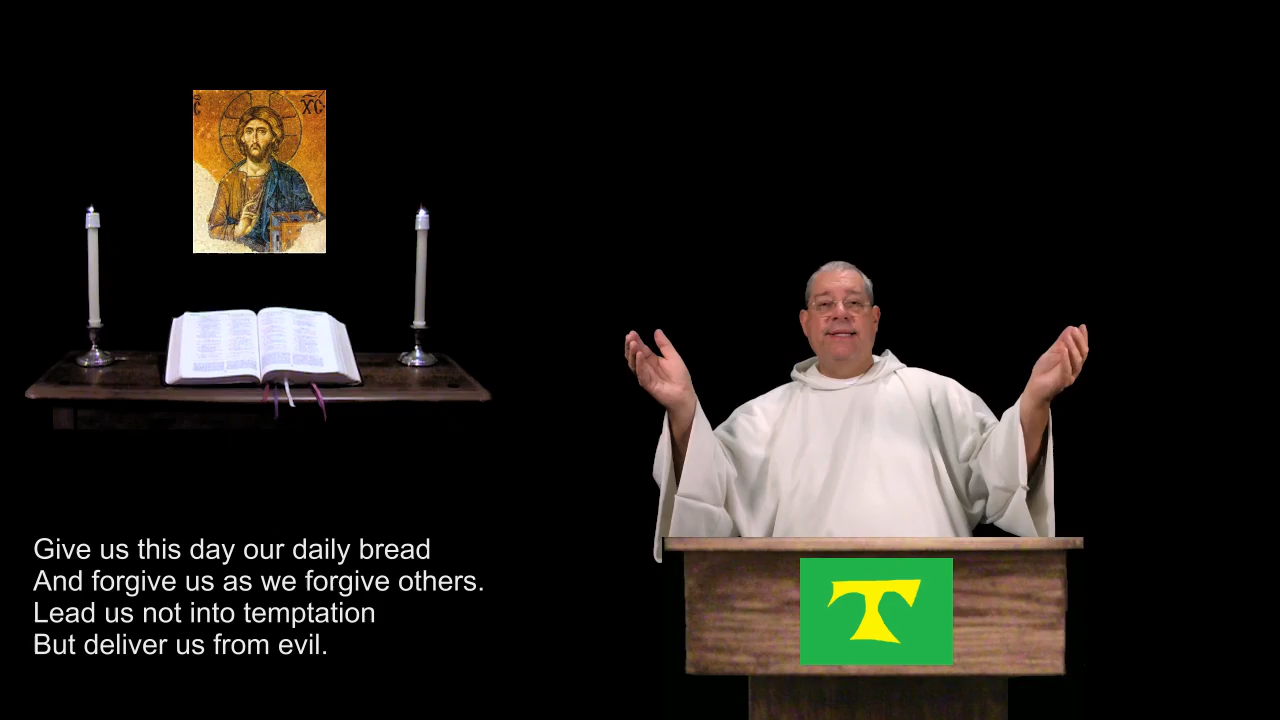 C
XC
Give us this day our daily bread
And forgive us as we forgive others.
Lead us not into temptation
But deliver us from evil.
T